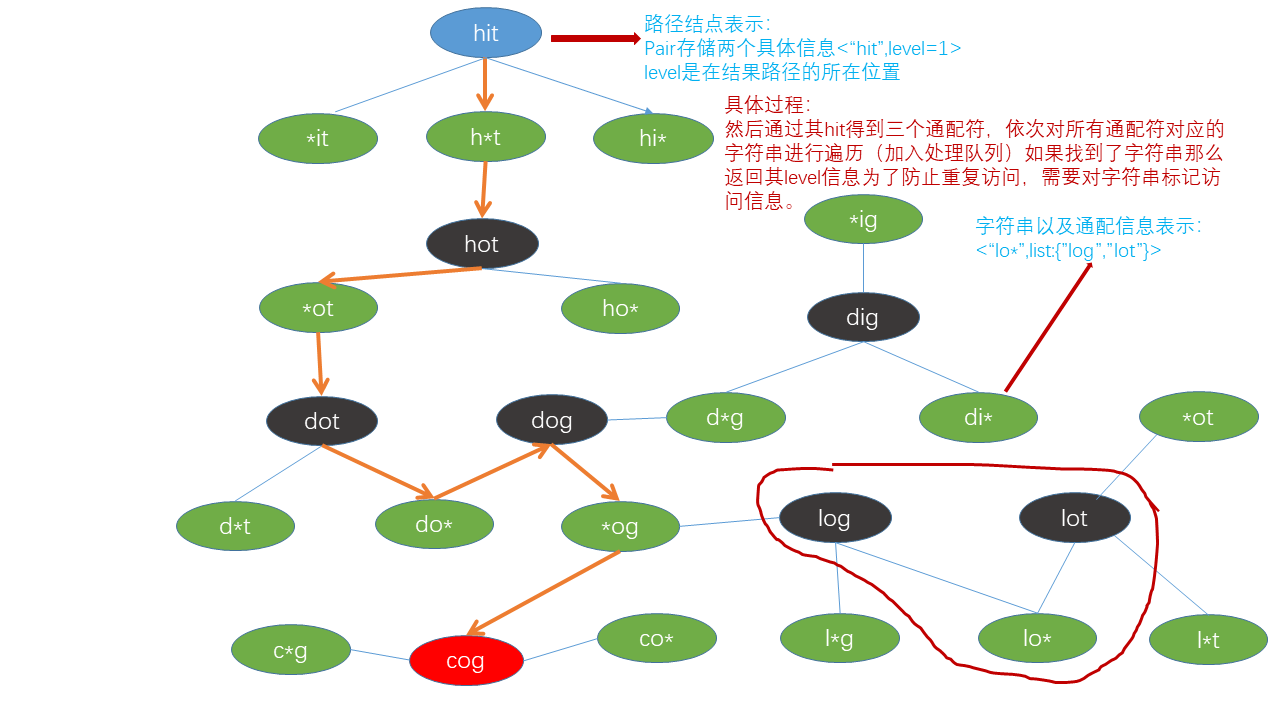 hit
路径结点表示：
Pair存储两个具体信息<“hit”,level=1>
level是在结果路径的所在位置
*it
h*t
hi*
具体过程：
然后通过其hit得到三个通配符，依次对所有通配符对应的
字符串进行遍历（加入处理队列）如果找到了字符串那么
返回其level信息为了防止重复访问，需要对字符串标记访
问信息。
*ig
字符串以及通配信息表示：
<“lo*”,list:{”log”,”lot”}>
hot
*ot
ho*
dig
dot
dog
d*g
di*
*ot
d*t
do*
*og
log
lot
c*g
cog
co*
l*g
lo*
l*t